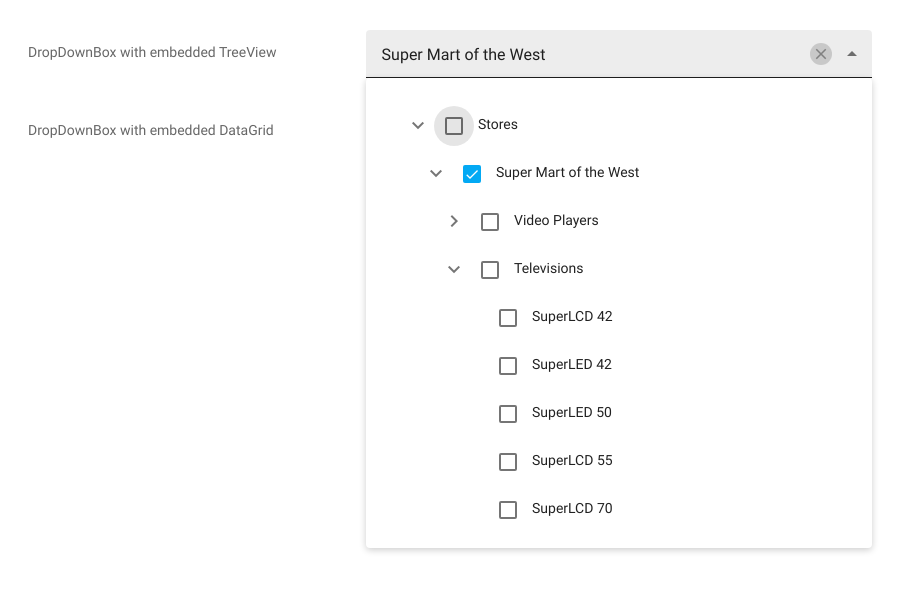 DropDownBox with embedded TreeView
Super Mart of the West
DropDownBox with embedded DataGrid
Stores
Super Mart of the West
Video Players
Televisions
SuperLCD 42
SuperLED 42
SuperLED 50
SuperLCD 55
SuperLCD 70